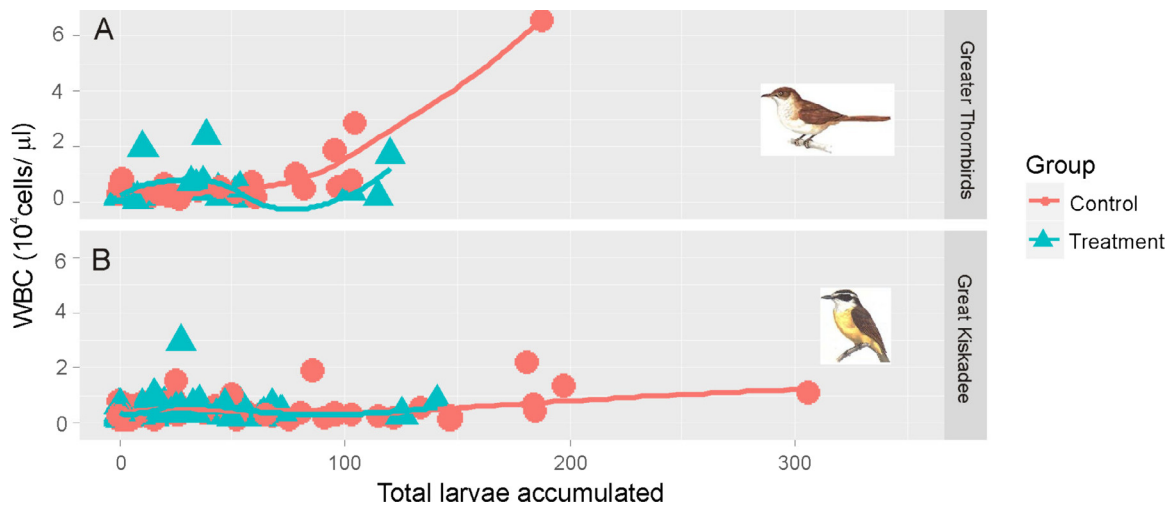 A
6
4
2
0
Greater Thornbirds
B
6
4
2
0
Great Kiskadee
WBC (10⁴cells/ µl)
0 100 200 300
Total larvae accumulated
Group
Control
Treatment